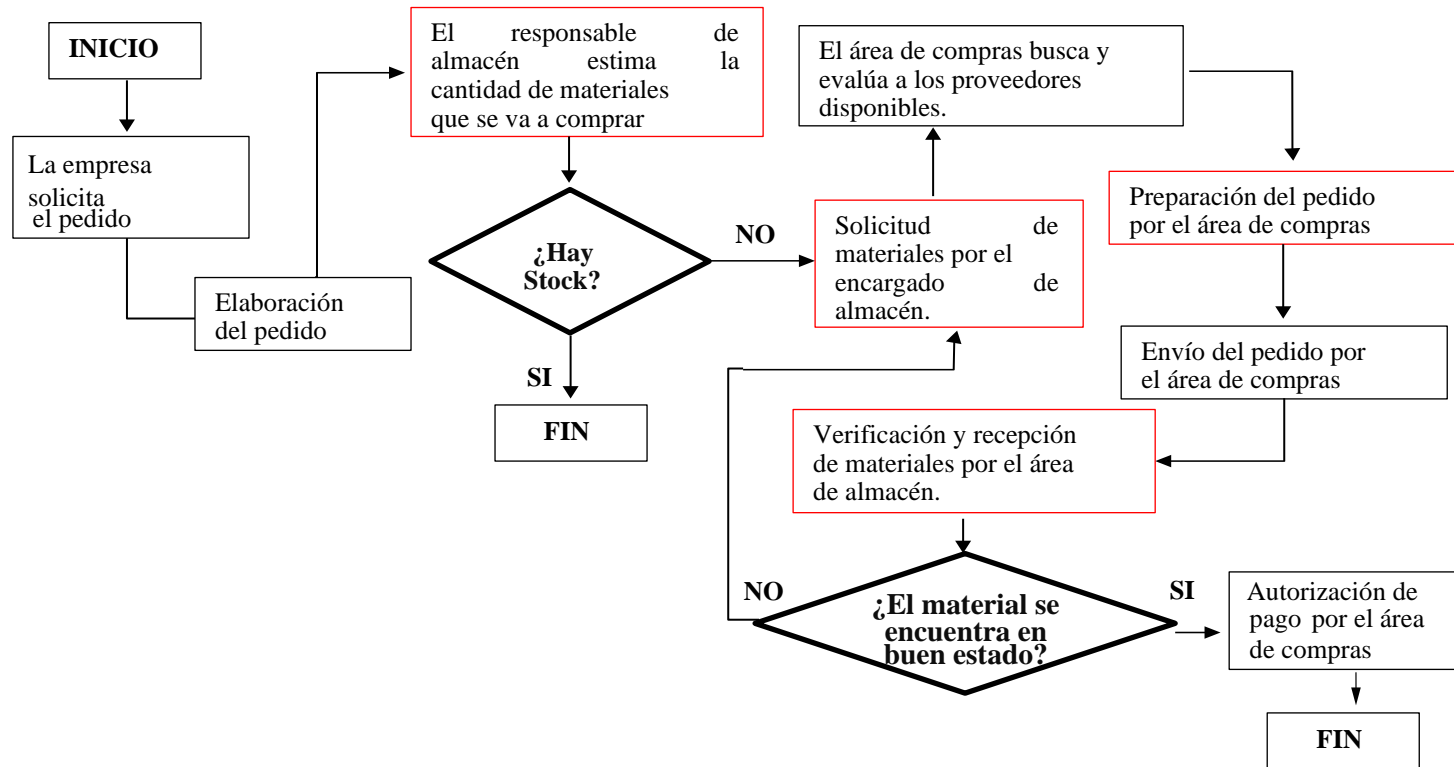 INICIO
La empresa
solicita
el pedido
Elaboración
del pedido
El responsable de
almacén estima la
cantidad de materiales
que se va a comprar
¿Hay
Stock?
SI
FIN
NO
Solicitud de
materiales por el
encargado de
almacén.
El área de compras busca y
evalúa a los proveedores
disponibles.
Preparación del pedido
por el área de compras
Envío del pedido por
el área de compras
Verificación y recepción
de materiales por el área
de almacén.
¿El material se
encuentra en
buen estado?
NO
SI
Autorización de
pago por el área
de compras
FIN